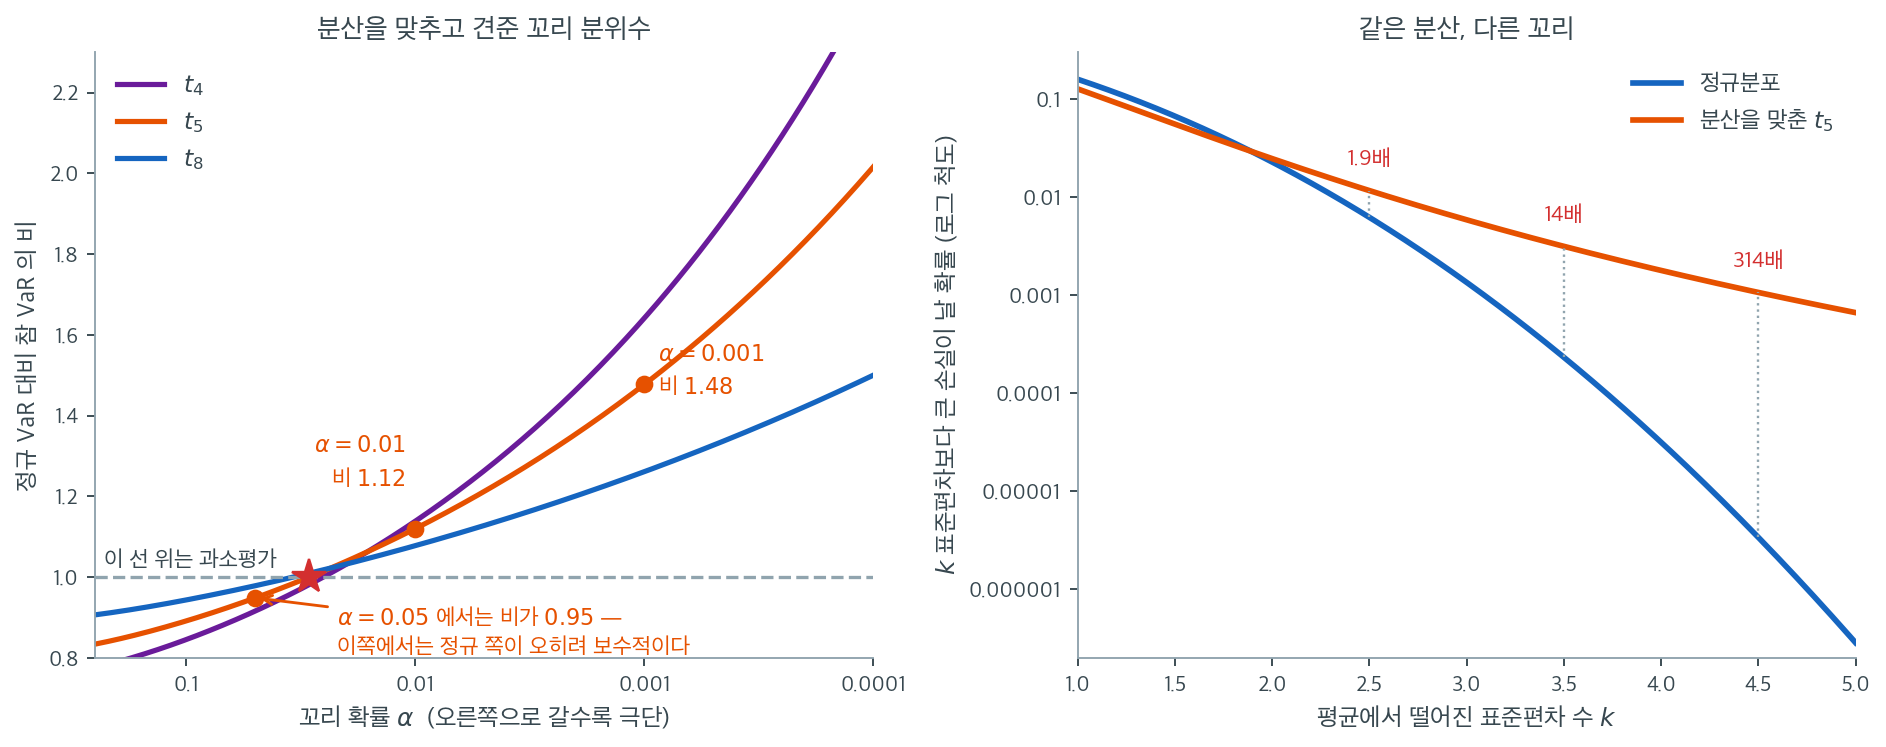 분산을 맞추고 견준 꼬리 분위수
정규 VaR 대비 참 VaR 의 비
2.2
2.0
1.8
1.6
1.4
1.2
1.0
0.8
t₄
t₅
t₈
α = 0.001
비 1.48
α = 0.01
비 1.12
이 선 위는 과소평가
α = 0.05 에서는 비가 0.95 —
이쪽에서는 정규 쪽이 오히려 보수적이다
0.1
0.01
0.001
0.0001
꼬리 확률 α (오른쪽으로 갈수록 극단)
같은 분산, 다른 꼬리
k 표준편차보다 큰 손실이 날 확률 (로그 척도)
0.1
0.01
0.001
0.0001
0.00001
0.000001
정규분포
분산을 맞춘 t₅
1.9배
14배
314배
1.0
1.5
2.0
2.5
3.0
3.5
4.0
4.5
5.0
평균에서 떨어진 표준편차 수 k